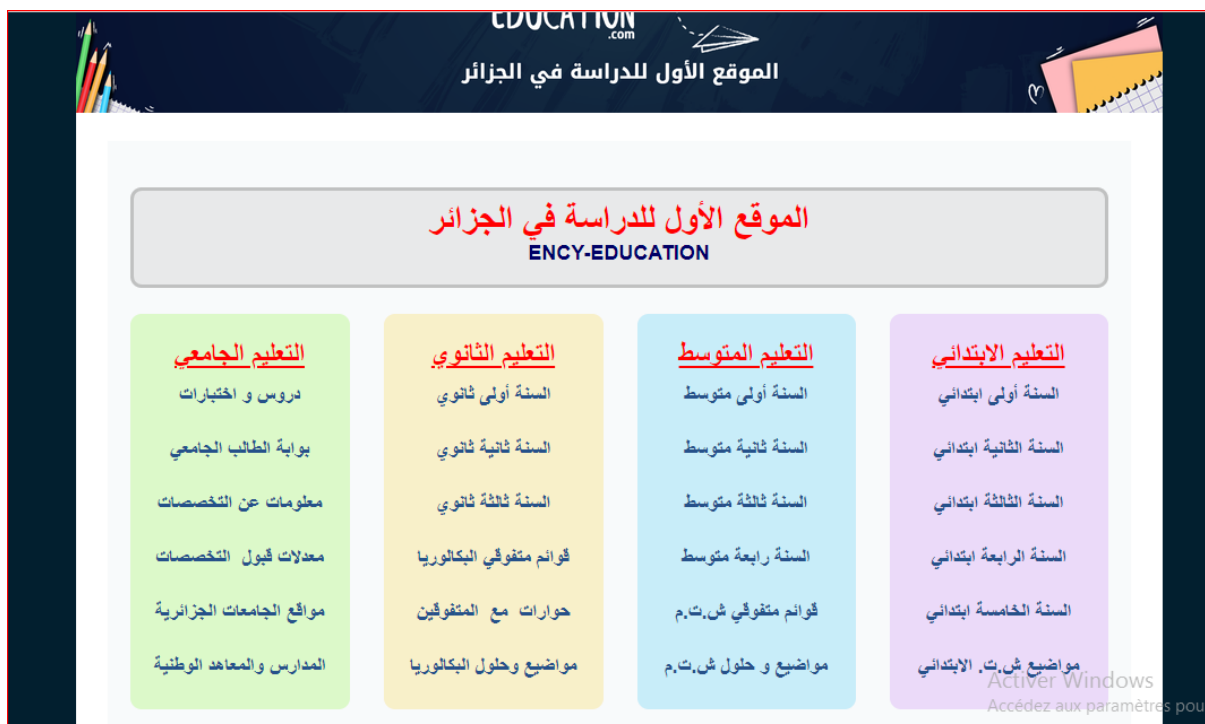 EDUCATION
.com
الموقع الأول للدراسة في الجزائر
الموقع الأول للدراسة في الجزائر
ENCY-EDUCATION
التعليم الابتدائي
السنة أولى ابتدائي
السنة الثانية ابتدائي
السنة الثالثة ابتدائي
السنة الرابعة ابتدائي
السنة الخامسة ابتدائي
مواضيع ش.ت. الابتدائي
التعليم المتوسط
السنة أولى متوسط
السنة ثانية متوسط
السنة ثالثة متوسط
السنة رابعة متوسط
قوائم متفوقي ش.ت.م
مواضيع و حلول ش.ت.م
التعليم الثانوي
السنة أولى ثانوي
السنة ثانية ثانوي
السنة ثالثة ثانوي
قوائم متفوقي البكالوريا
حوارات مع المتفوقين
مواضيع وحلول البكالوريا
التعليم الجامعي
دروس و اختبارات
بوابة الطالب الجامعي
معلومات عن التخصصات
معدلات قبول التخصصات
مواقع الجامعات الجزائرية
المدارس والمعاهد الوطنية
Activer Windows
Accédez aux paramètres pou